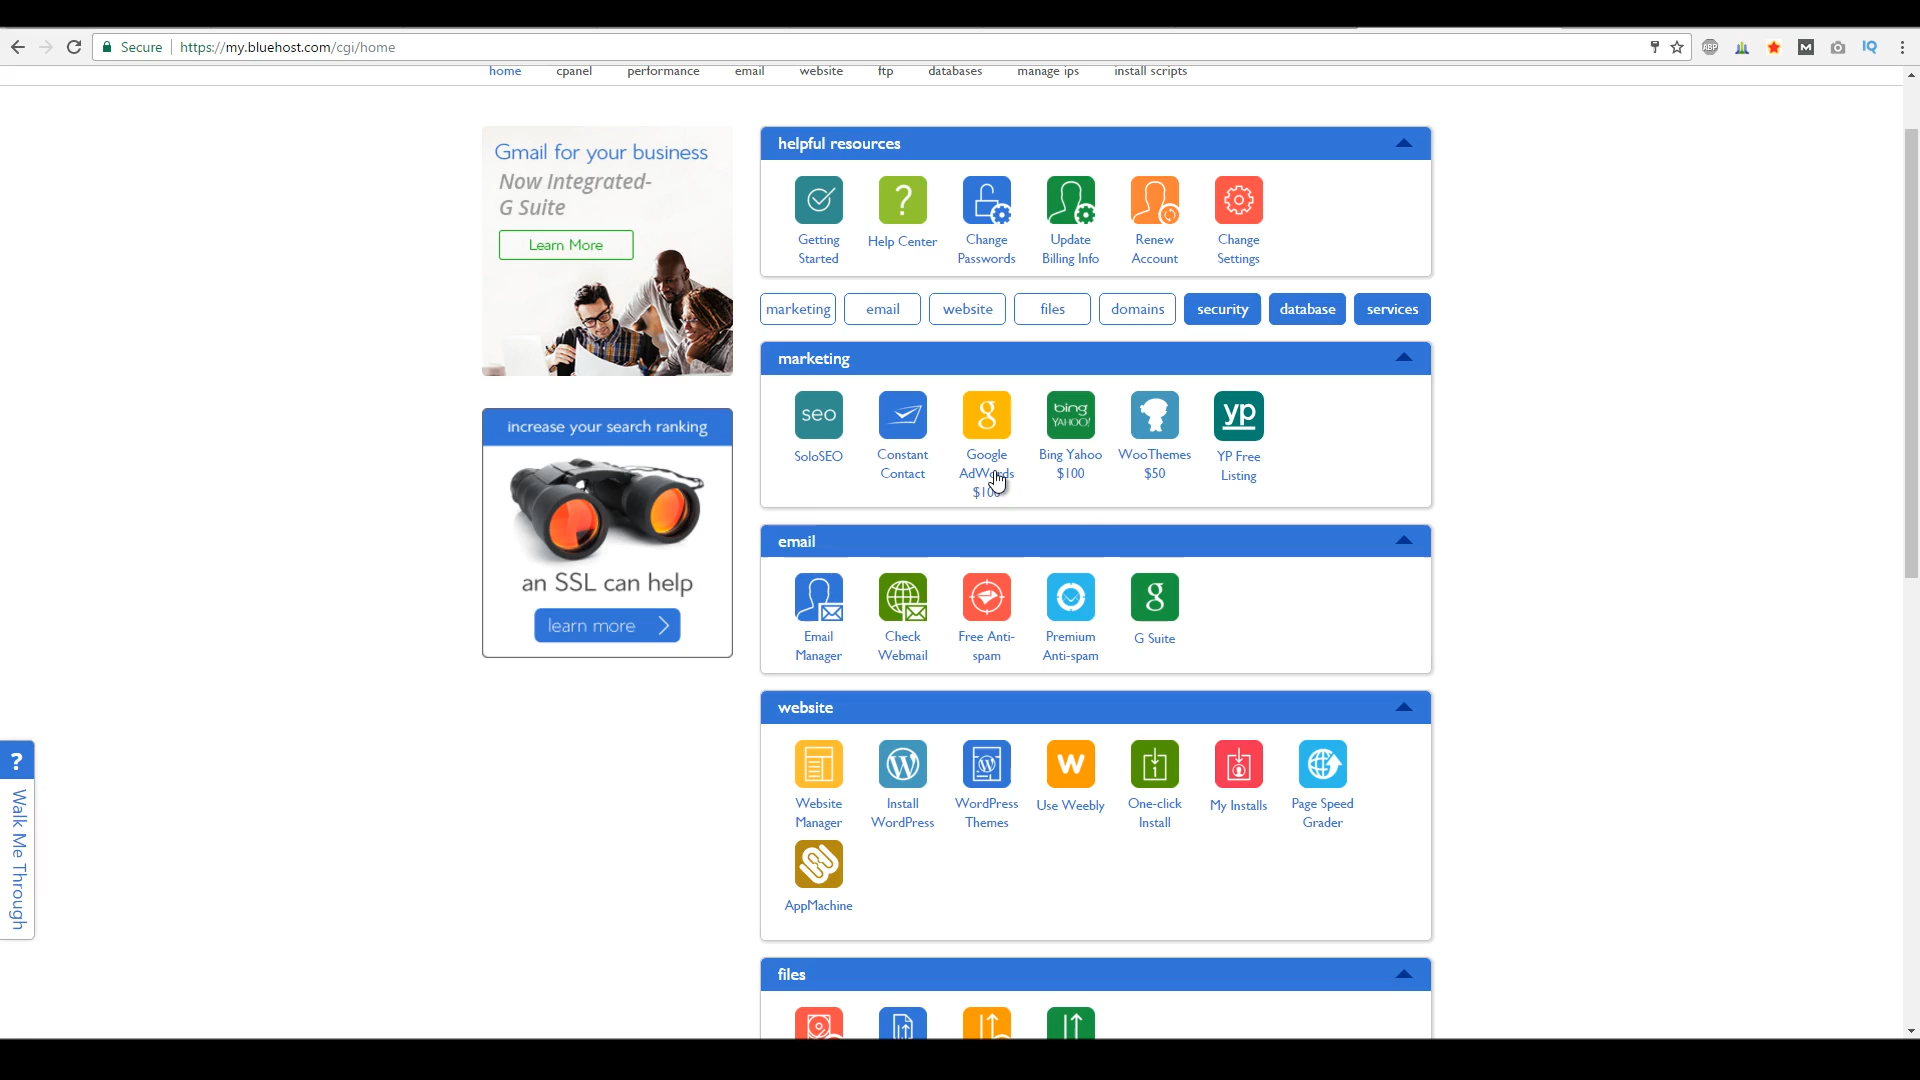 Secure
https://my.bluehost.com/cgi/home
ABP
M
IQ
home cpanel performance email website ftp databases manage ips install scripts
Gmail for your business
Now Integrated-
G Suite
Learn More
increase your search ranking
an SSL can help
learn more
helpful resources
?
Getting
Started
Help Center
Change
Passwords
Update
Billing Info
Renew
Account
Change
Settings
marketing email website files domains security database services
marketing
seo
SoloSEO
Constant
Contact
g
Google
AdWords
bing
YAHOO!
Bing Yahoo
$100
WooThemes
$50
yp
YP Free
Listing
email
Email
Manager
Check
Webmail
Free Anti-
spam
Premium
Anti-spam
g
G Suite
website
Website
Manager
Install
WordPress
WordPress
Themes
Use Weebly
One-click
Install
My Installs
Page Speed
Grader
AppMachine
files
?
Walk Me Through